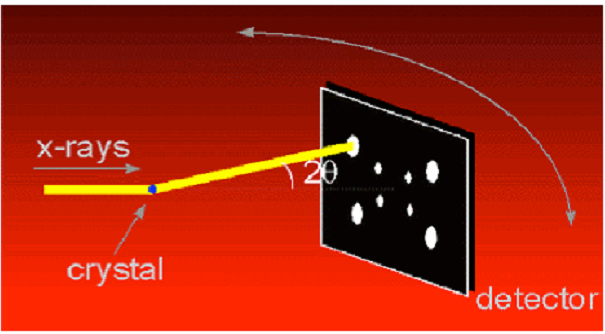 x-rays
2θ
crystal
detector